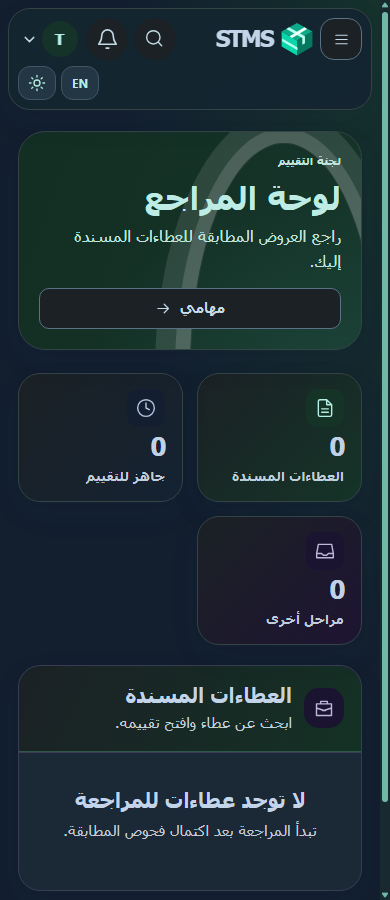 STMS
T
EN
لجنة التقييم
لوحة المراجع
راجع العروض المطابقة للعطاءات المسندة
إليك.
مهامي →
0
العطاءات المسندة
0
جاهز للتقييم
0
مراحل أخرى
العطاءات المسندة
ابحث عن عطاء وافتح تقييمه.
لا توجد عطاءات للمراجعة
تبدأ المراجعة بعد اكتمال فحوص المطابقة.